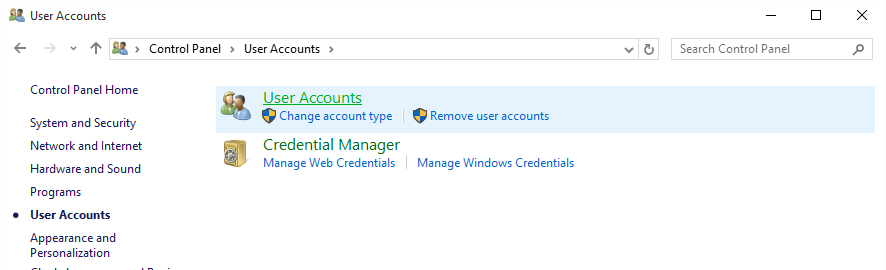 User Accounts
Control Panel > User Accounts >
Search Control Panel
Control Panel Home
System and Security
Network and Internet
Hardware and Sound
Programs
User Accounts
Appearance and
Personalization
User Accounts
Change account type
Remove user accounts
Credential Manager
Manage Web Credentials
Manage Windows Credentials